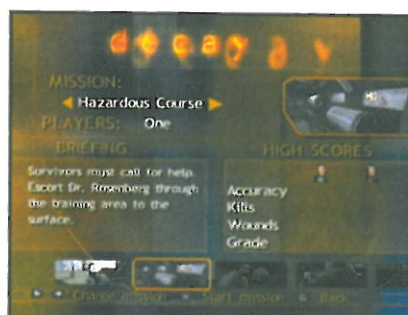 decay
MISSION:
Hazardous Course
PLAYERS: One
BRIEFING
Survivors must call for help.
Escort Dr. Rosenberg through
the training area to the
surface.
HIGH SCORES
Accuracy
Kills
Wounds
Grade
Change mission Start mission Back